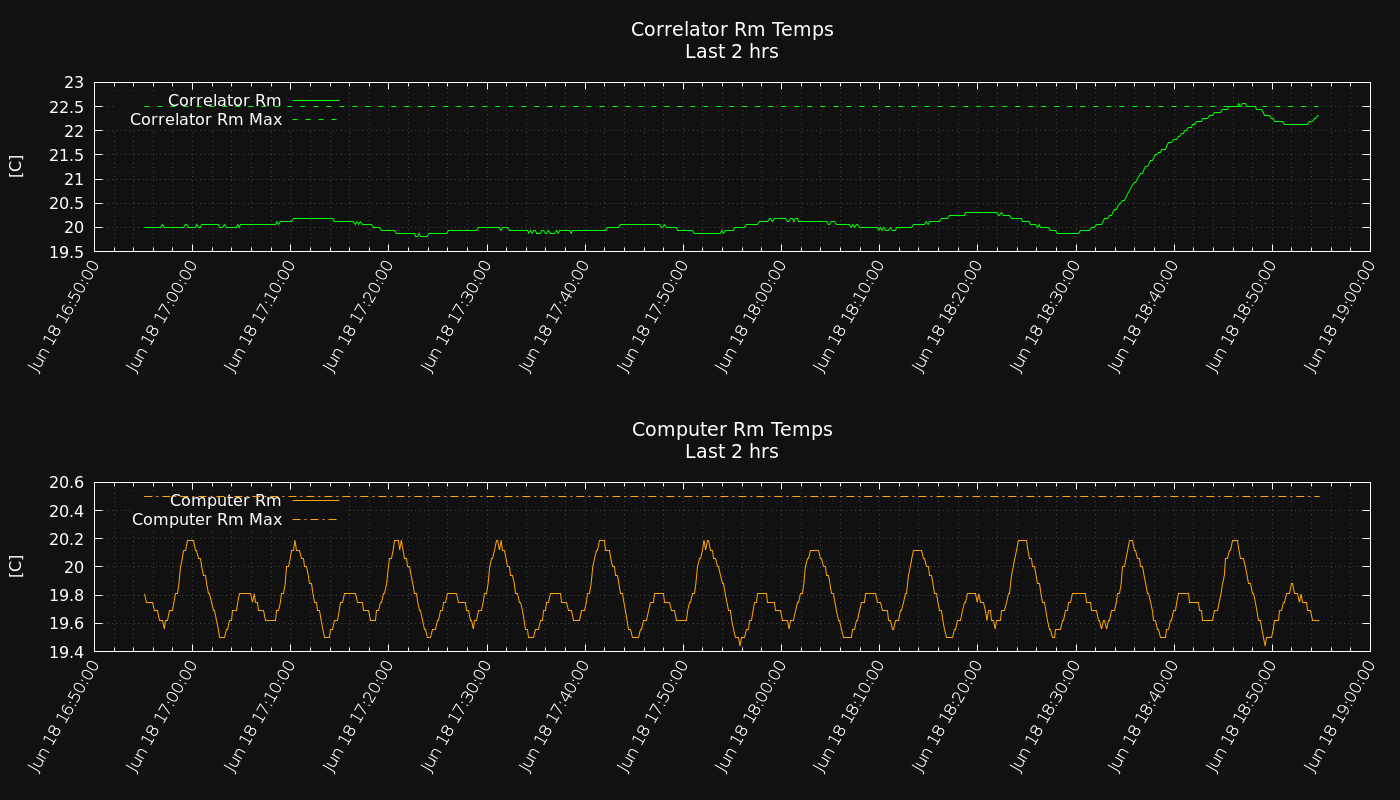 Correlator Rm Temps
Last 2 hrs
23
22.5
22
21.5
21
20.5
20
19.5
[C]
Correlator Rm
Correlator Rm Max
Jun 18 16:50:00
Jun 18 17:00:00
Jun 18 17:10:00
Jun 18 17:20:00
Jun 18 17:30:00
Jun 18 17:40:00
Jun 18 17:50:00
Jun 18 18:00:00
Jun 18 18:10:00
Jun 18 18:20:00
Jun 18 18:30:00
Jun 18 18:40:00
Jun 18 18:50:00
Jun 18 19:00:00
Computer Rm Temps
Last 2 hrs
20.6
20.4
20.2
20
19.8
19.6
19.4
[C]
Computer Rm
Computer Rm Max
Jun 18 16:50:00
Jun 18 17:00:00
Jun 18 17:10:00
Jun 18 17:20:00
Jun 18 17:30:00
Jun 18 17:40:00
Jun 18 17:50:00
Jun 18 18:00:00
Jun 18 18:10:00
Jun 18 18:20:00
Jun 18 18:30:00
Jun 18 18:40:00
Jun 18 18:50:00
Jun 18 19:00:00